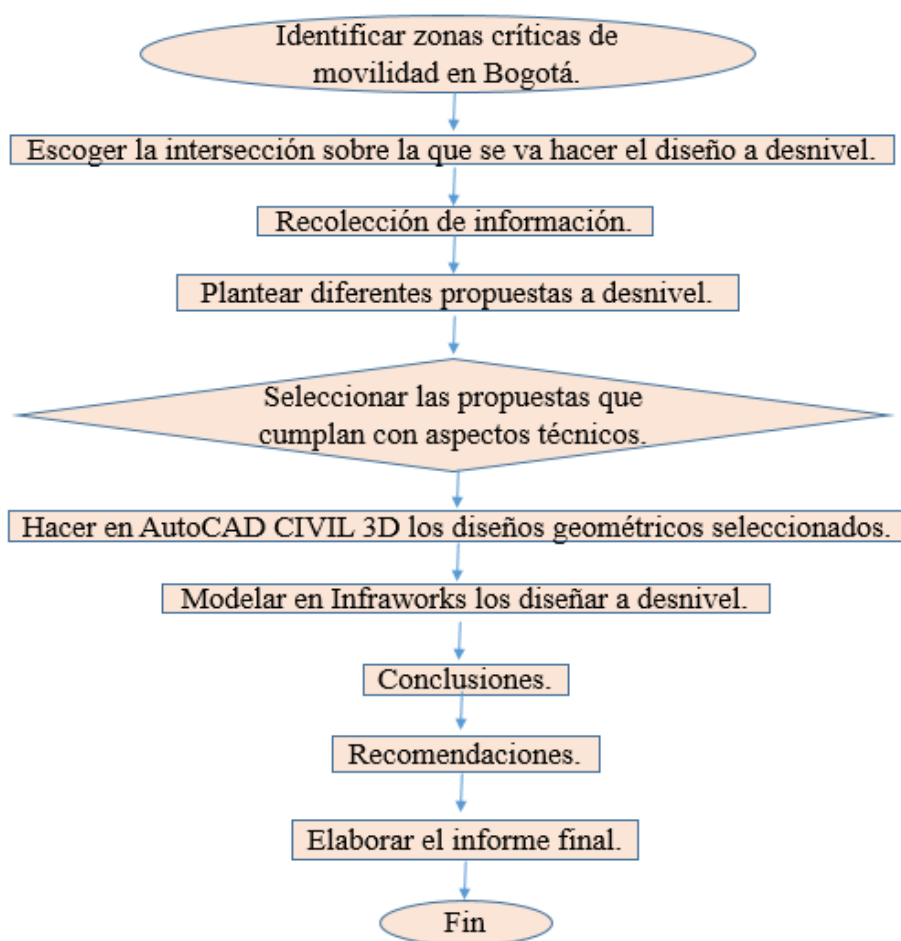 Identificar zonas críticas de
movilidad en Bogotá.
Escoger la intersección sobre la que se va hacer el diseño a desnivel.
Recolección de información.
Plantear diferentes propuestas a desnivel.
Seleccionar las propuestas que
cumplan con aspectos técnicos.
Hacer en AutoCAD CIVIL 3D los diseños geométricos seleccionados.
Modelar en Infraworks los diseñar a desnivel.
Conclusiones.
Recomendaciones.
Elaborar el informe final.
Fin